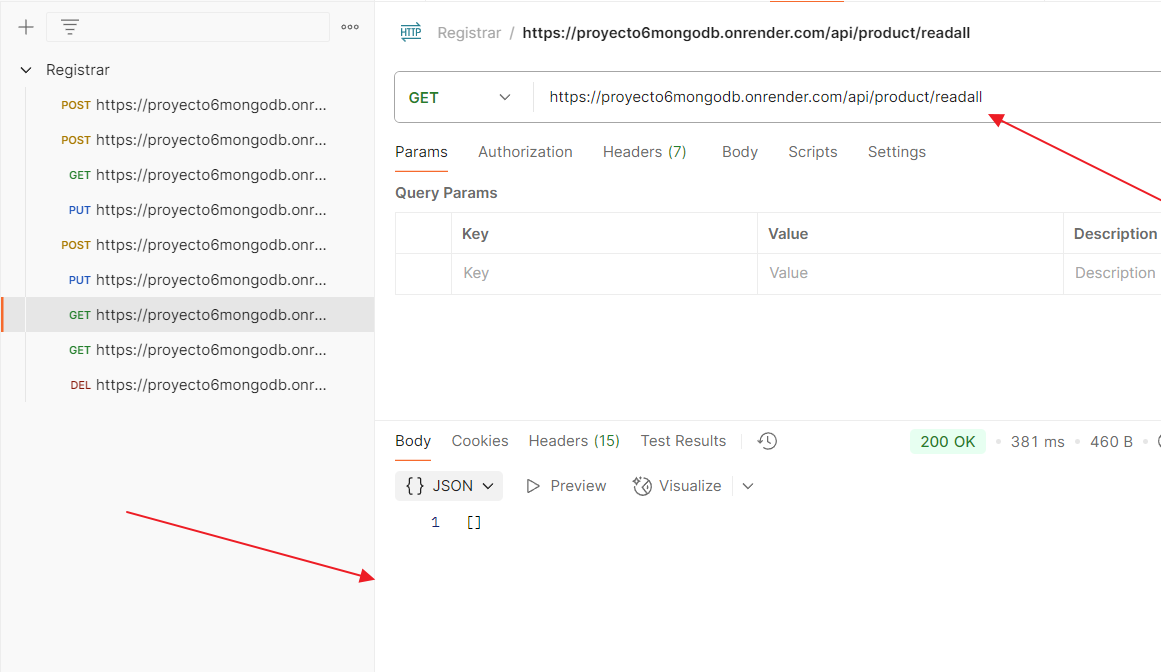 Registrar
POST https://proyecto6mongodb.onr...
POST https://proyecto6mongodb.onr...
GET https://proyecto6mongodb.onr...
PUT https://proyecto6mongodb.onr...
POST https://proyecto6mongodb.onr...
PUT https://proyecto6mongodb.onr...
GET https://proyecto6mongodb.onr...
GET https://proyecto6mongodb.onr...
DEL https://proyecto6mongodb.onr...
HTTP Registrar / https://proyecto6mongodb.onrender.com/api/product/readall
GET https://proyecto6mongodb.onrender.com/api/product/readall
Params Authorization Headers (7) Body Scripts Settings
Query Params
Key Value Description
Key Value Description
Body Cookies Headers (15) Test Results 200 OK • 381 ms • 460 B •
{} JSON Preview Visualize
1 []